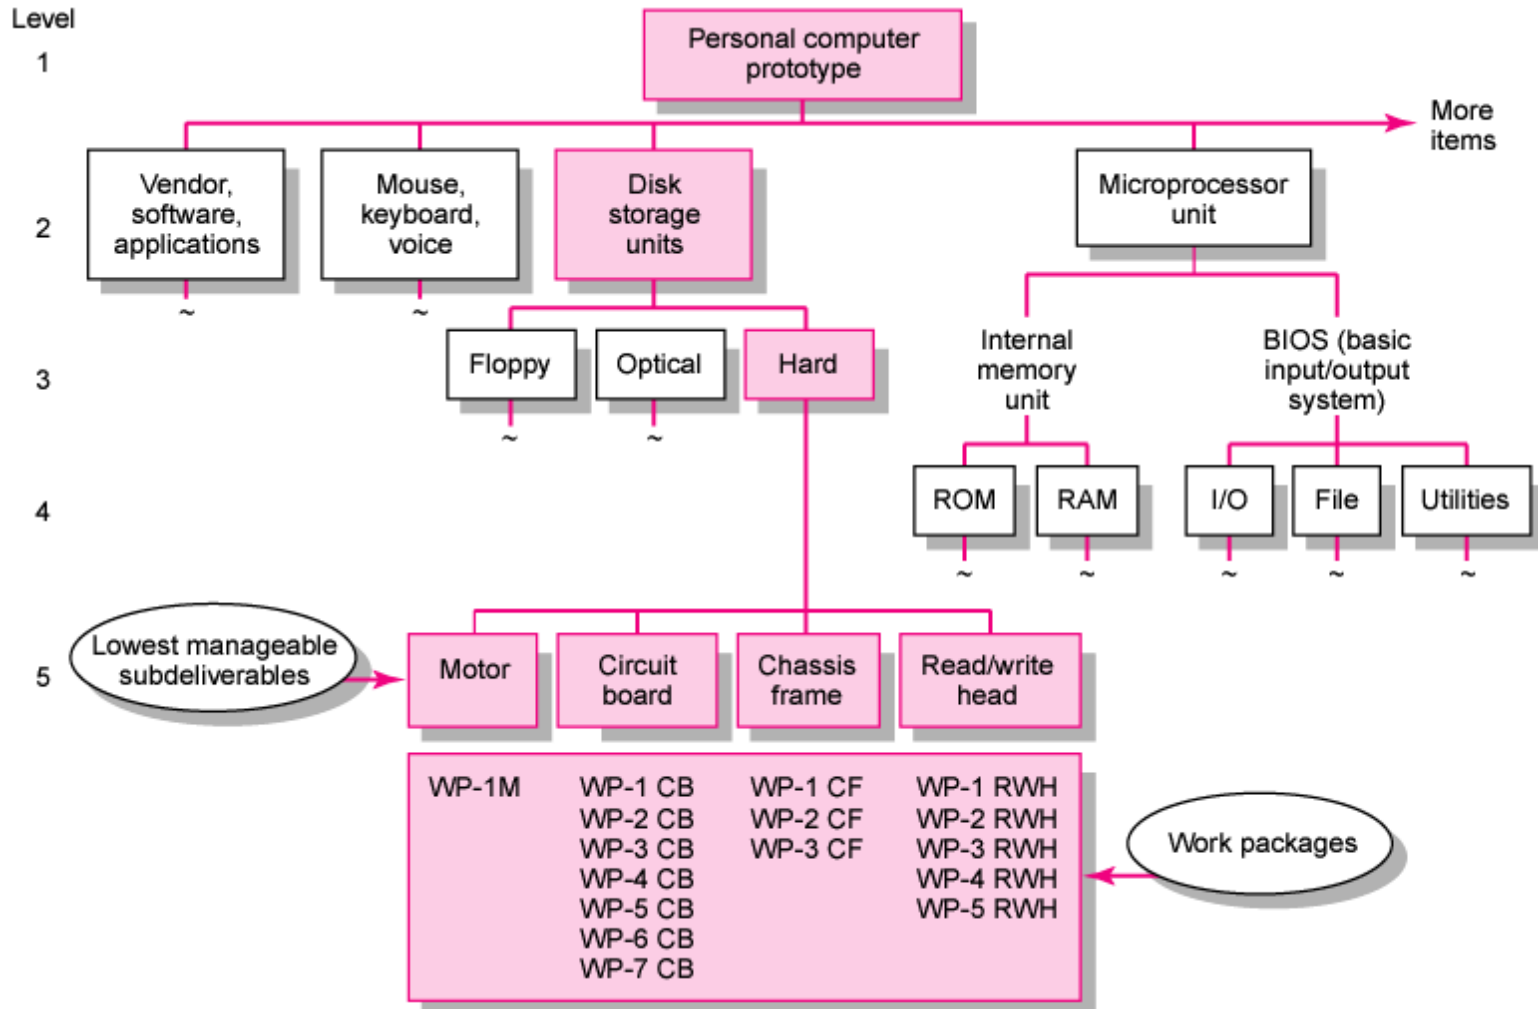 Level
1
Personal computer
prototype
More
items
2
Vendor,
software,
applications
Mouse,
keyboard,
voice
Disk
storage
units
Microprocessor
unit
~
~
3
Floppy
Optical
Hard
Internal
memory
unit
BIOS (basic
input/output
system)
~
~
4
ROM
RAM
I/O
File
Utilities
~
~
~
~
~
Lowest manageable
subdeliverables
5
Motor
Circuit
board
Chassis
frame
Read/write
head
WP-1M
WP-1 CB
WP-2 CB
WP-3 CB
WP-4 CB
WP-5 CB
WP-6 CB
WP-7 CB
WP-1 CF
WP-2 CF
WP-3 CF
WP-1 RWH
WP-2 RWH
WP-3 RWH
WP-4 RWH
WP-5 RWH
Work packages